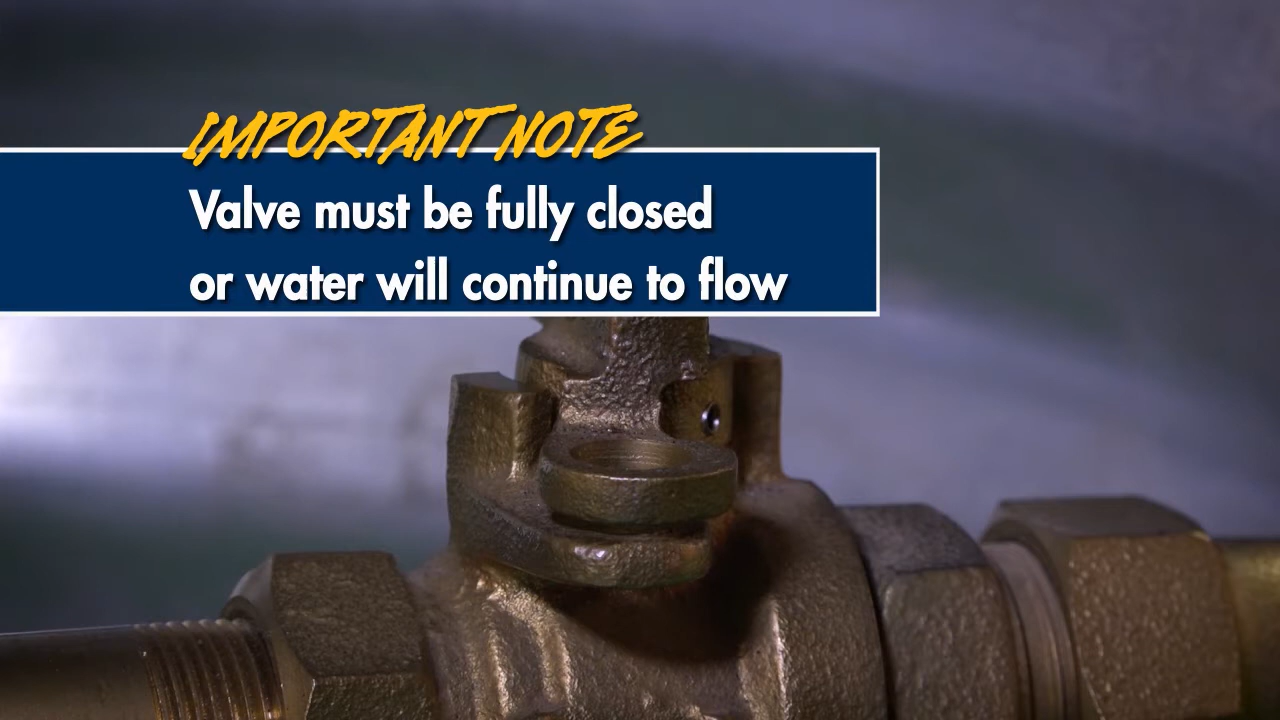 IMPORTANT NOTE
Valve must be fully closed
or water will continue to flow